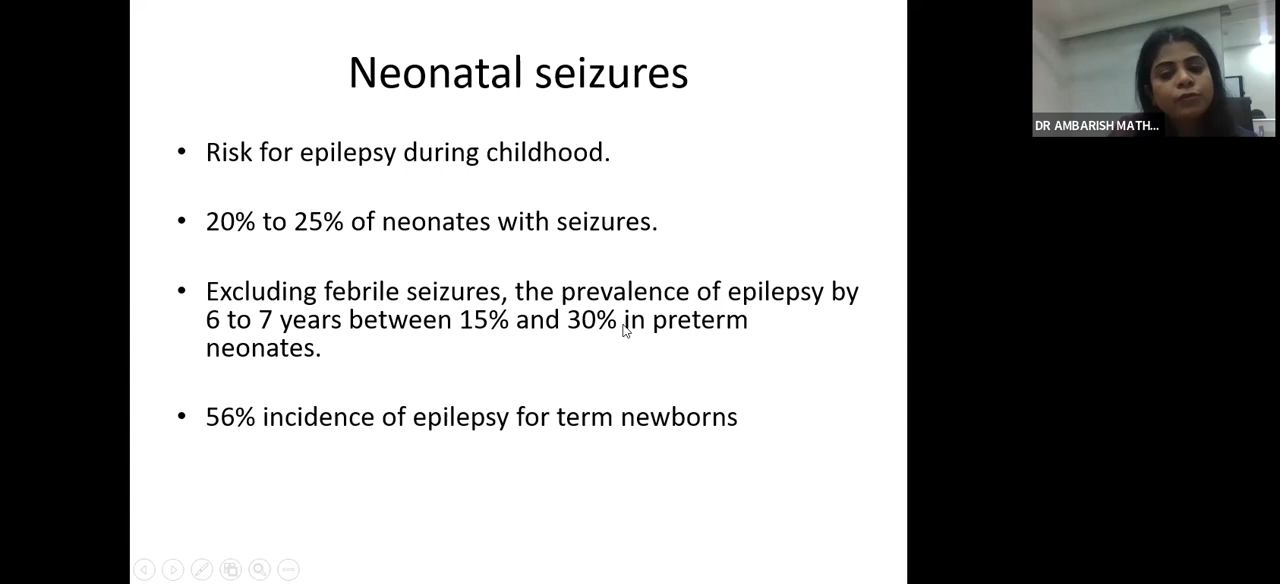 Neonatal seizures
• Risk for epilepsy during childhood.
• 20% to 25% of neonates with seizures.
• Excluding febrile seizures, the prevalence of epilepsy by
6 to 7 years between 15% and 30% in preterm
neonates.
• 56% incidence of epilepsy for term newborns
DR AMBARISH MATH...